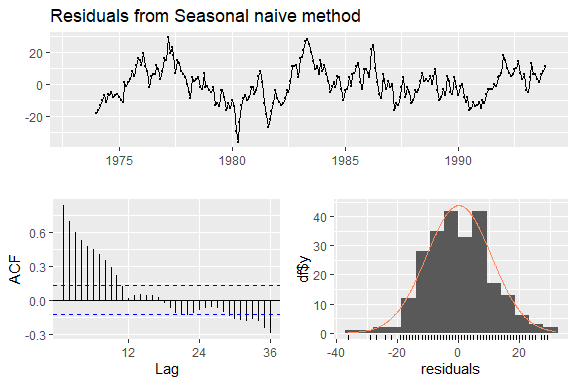 Residuals from Seasonal naive method
20
0
-20
1975 1980 1985 1990
ACF
0.6
0.3
0.0
-0.3
12 24 36
Lag
df$y
40
30
20
10
0
-40 -20 0 20
residuals